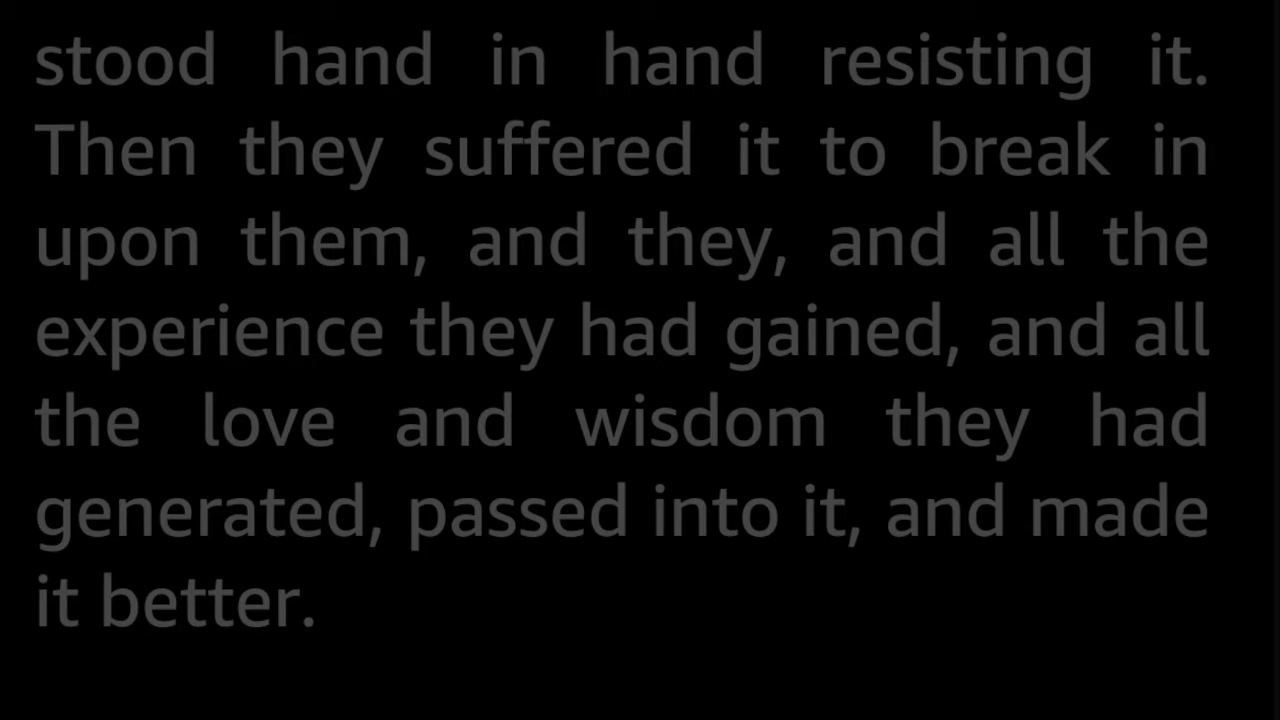 stood hand in hand resisting it.
Then they suffered it to break in
upon them, and they, and all the
experience they had gained, and all
the love and wisdom they had
generated, passed into it, and made
it better.